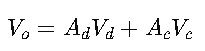 V_o = A_d V_d + A_c V_c